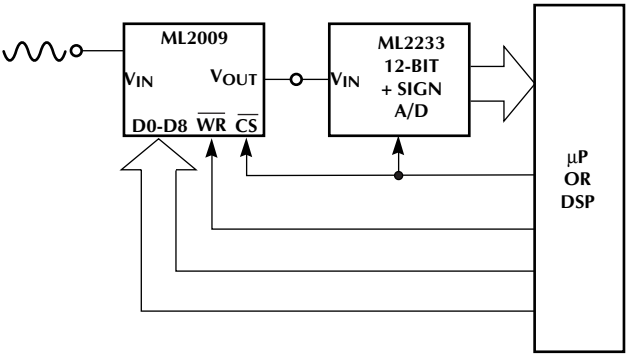 ML2009
VIN
VOUT
D0-D8 WR CS
ML2233
12-BIT
+ SIGN
A/D
VIN
µP
OR
DSP